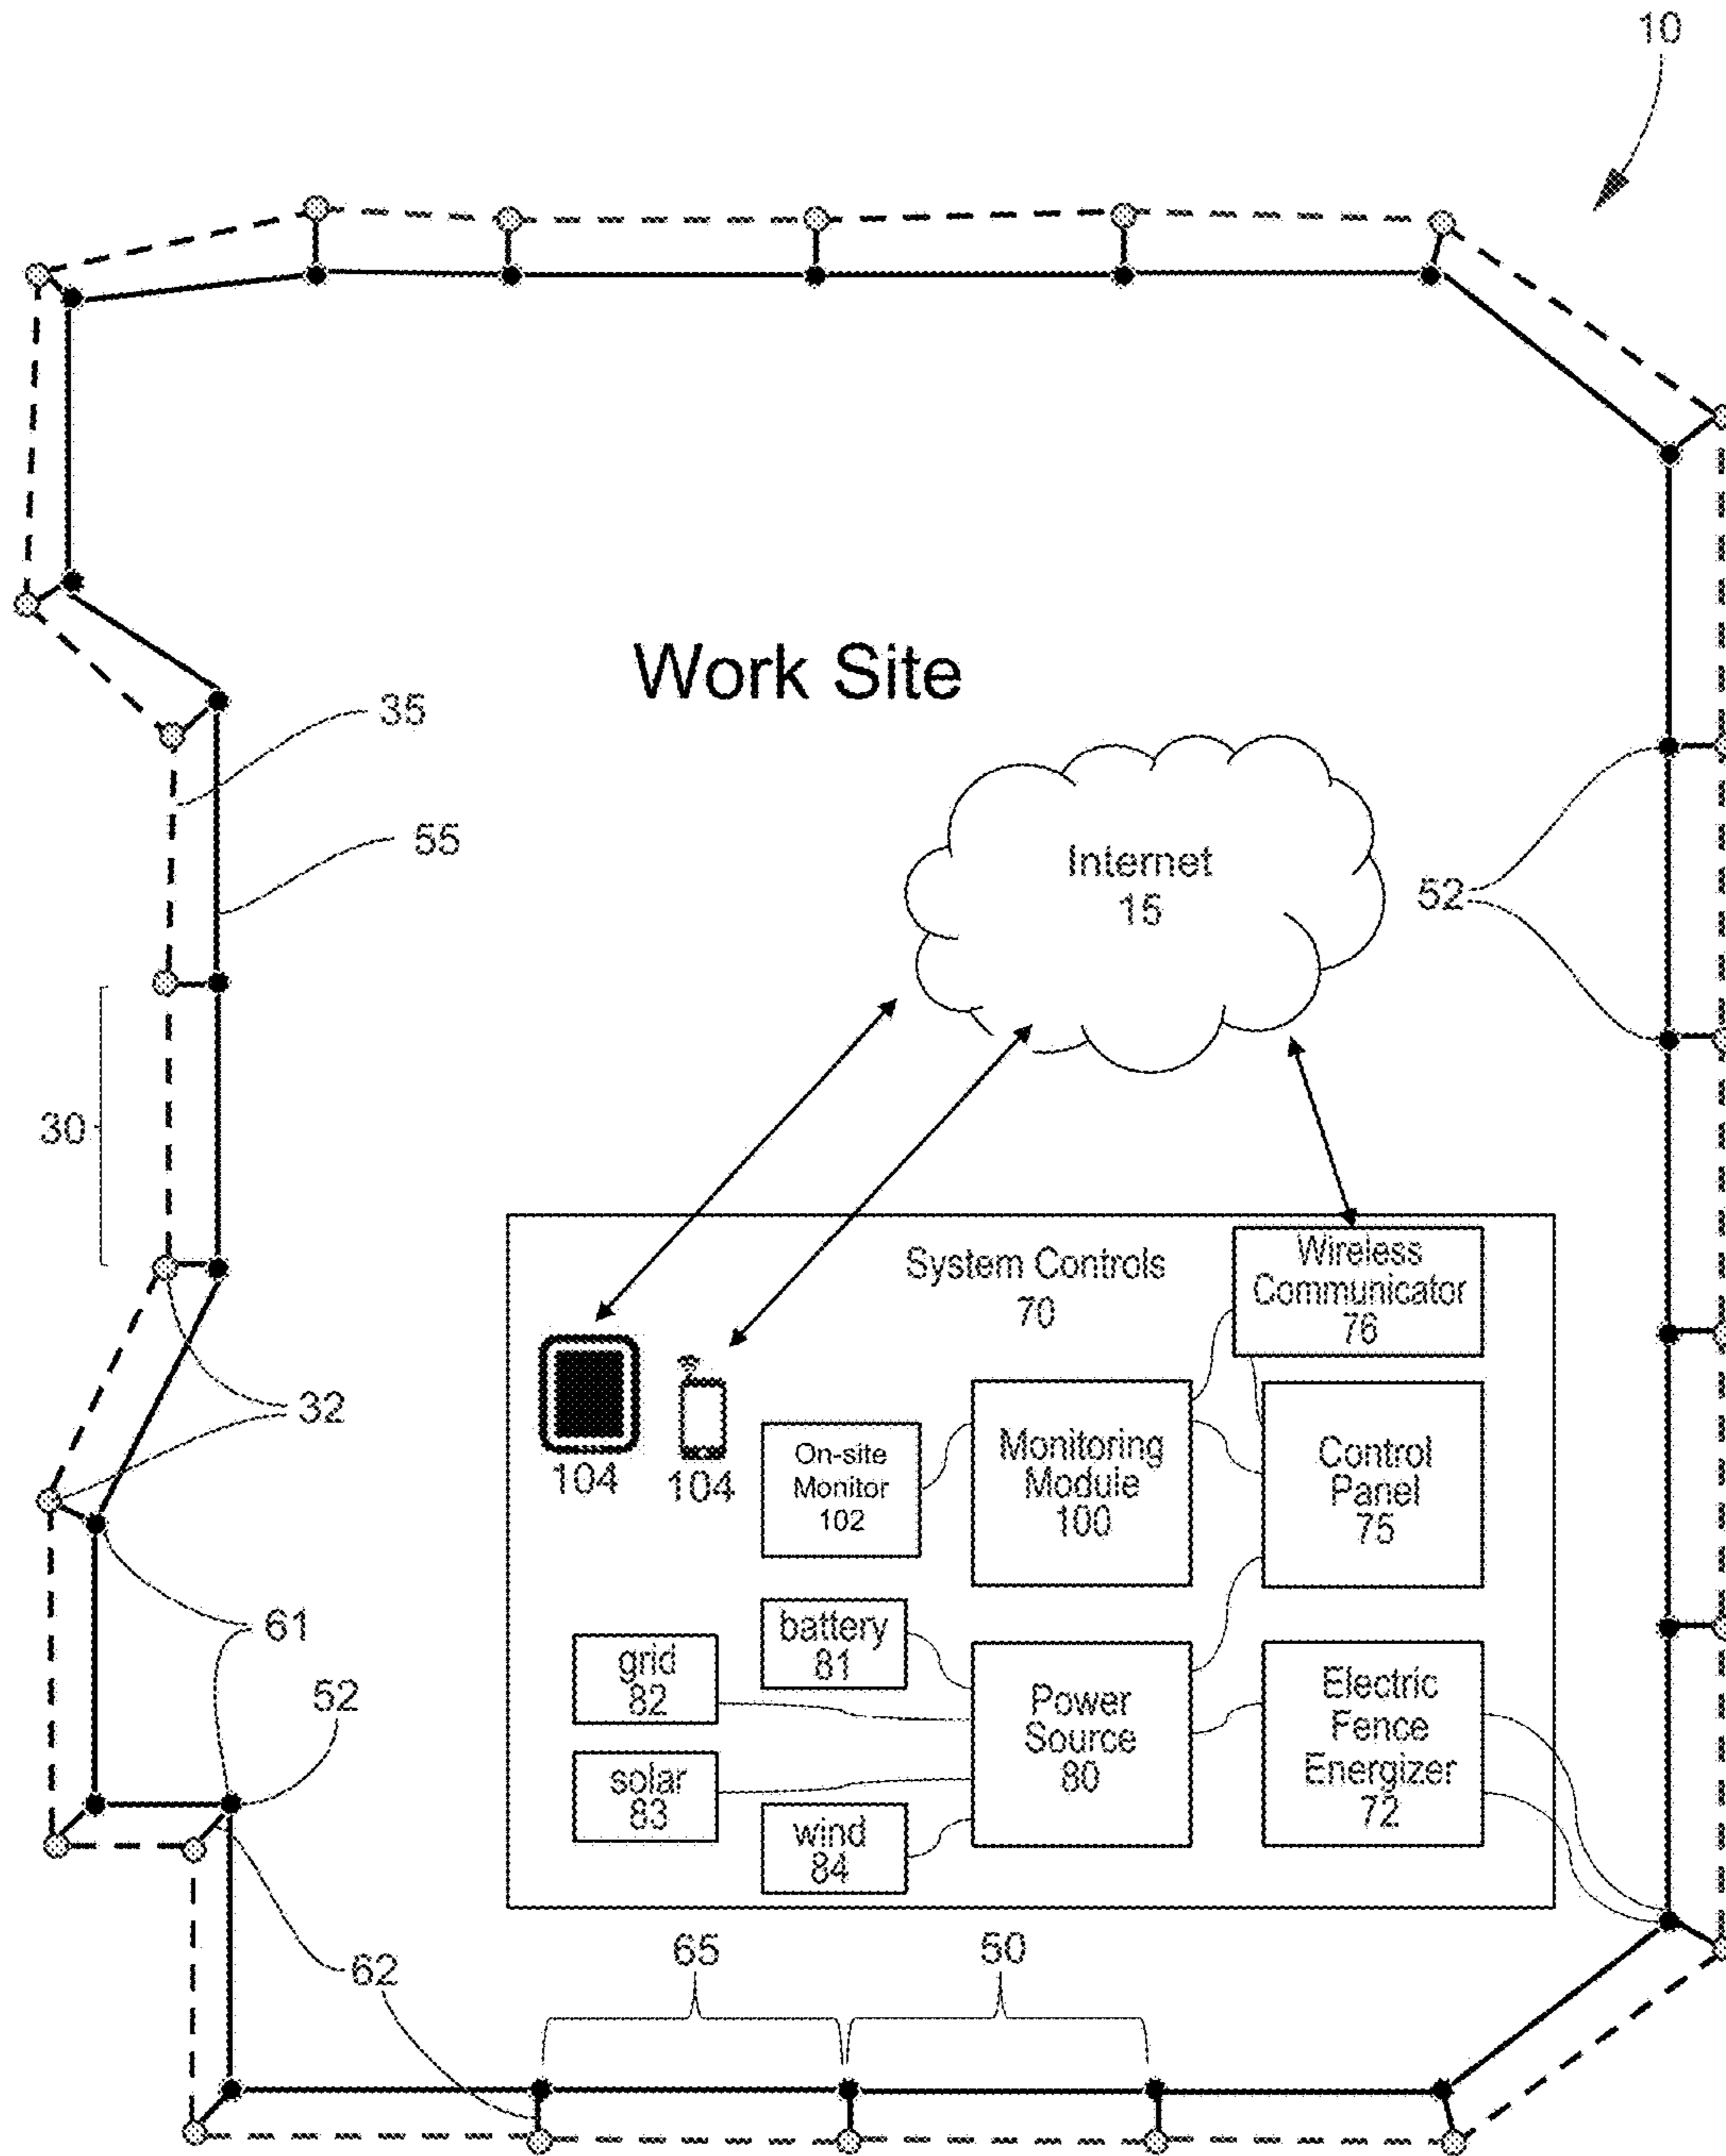 10
Work Site
35
55
Internet
15
52
30
System Controls
70
Wireless
Communicator
76
32
104
104
On-site
Monitor
102
Monitoring
Module
100
Control
Panel
75
61
52
battery
81
grid
82
solar
83
wind
84
Power
Source
80
Electric
Fence
Energizer
72
62
65
50